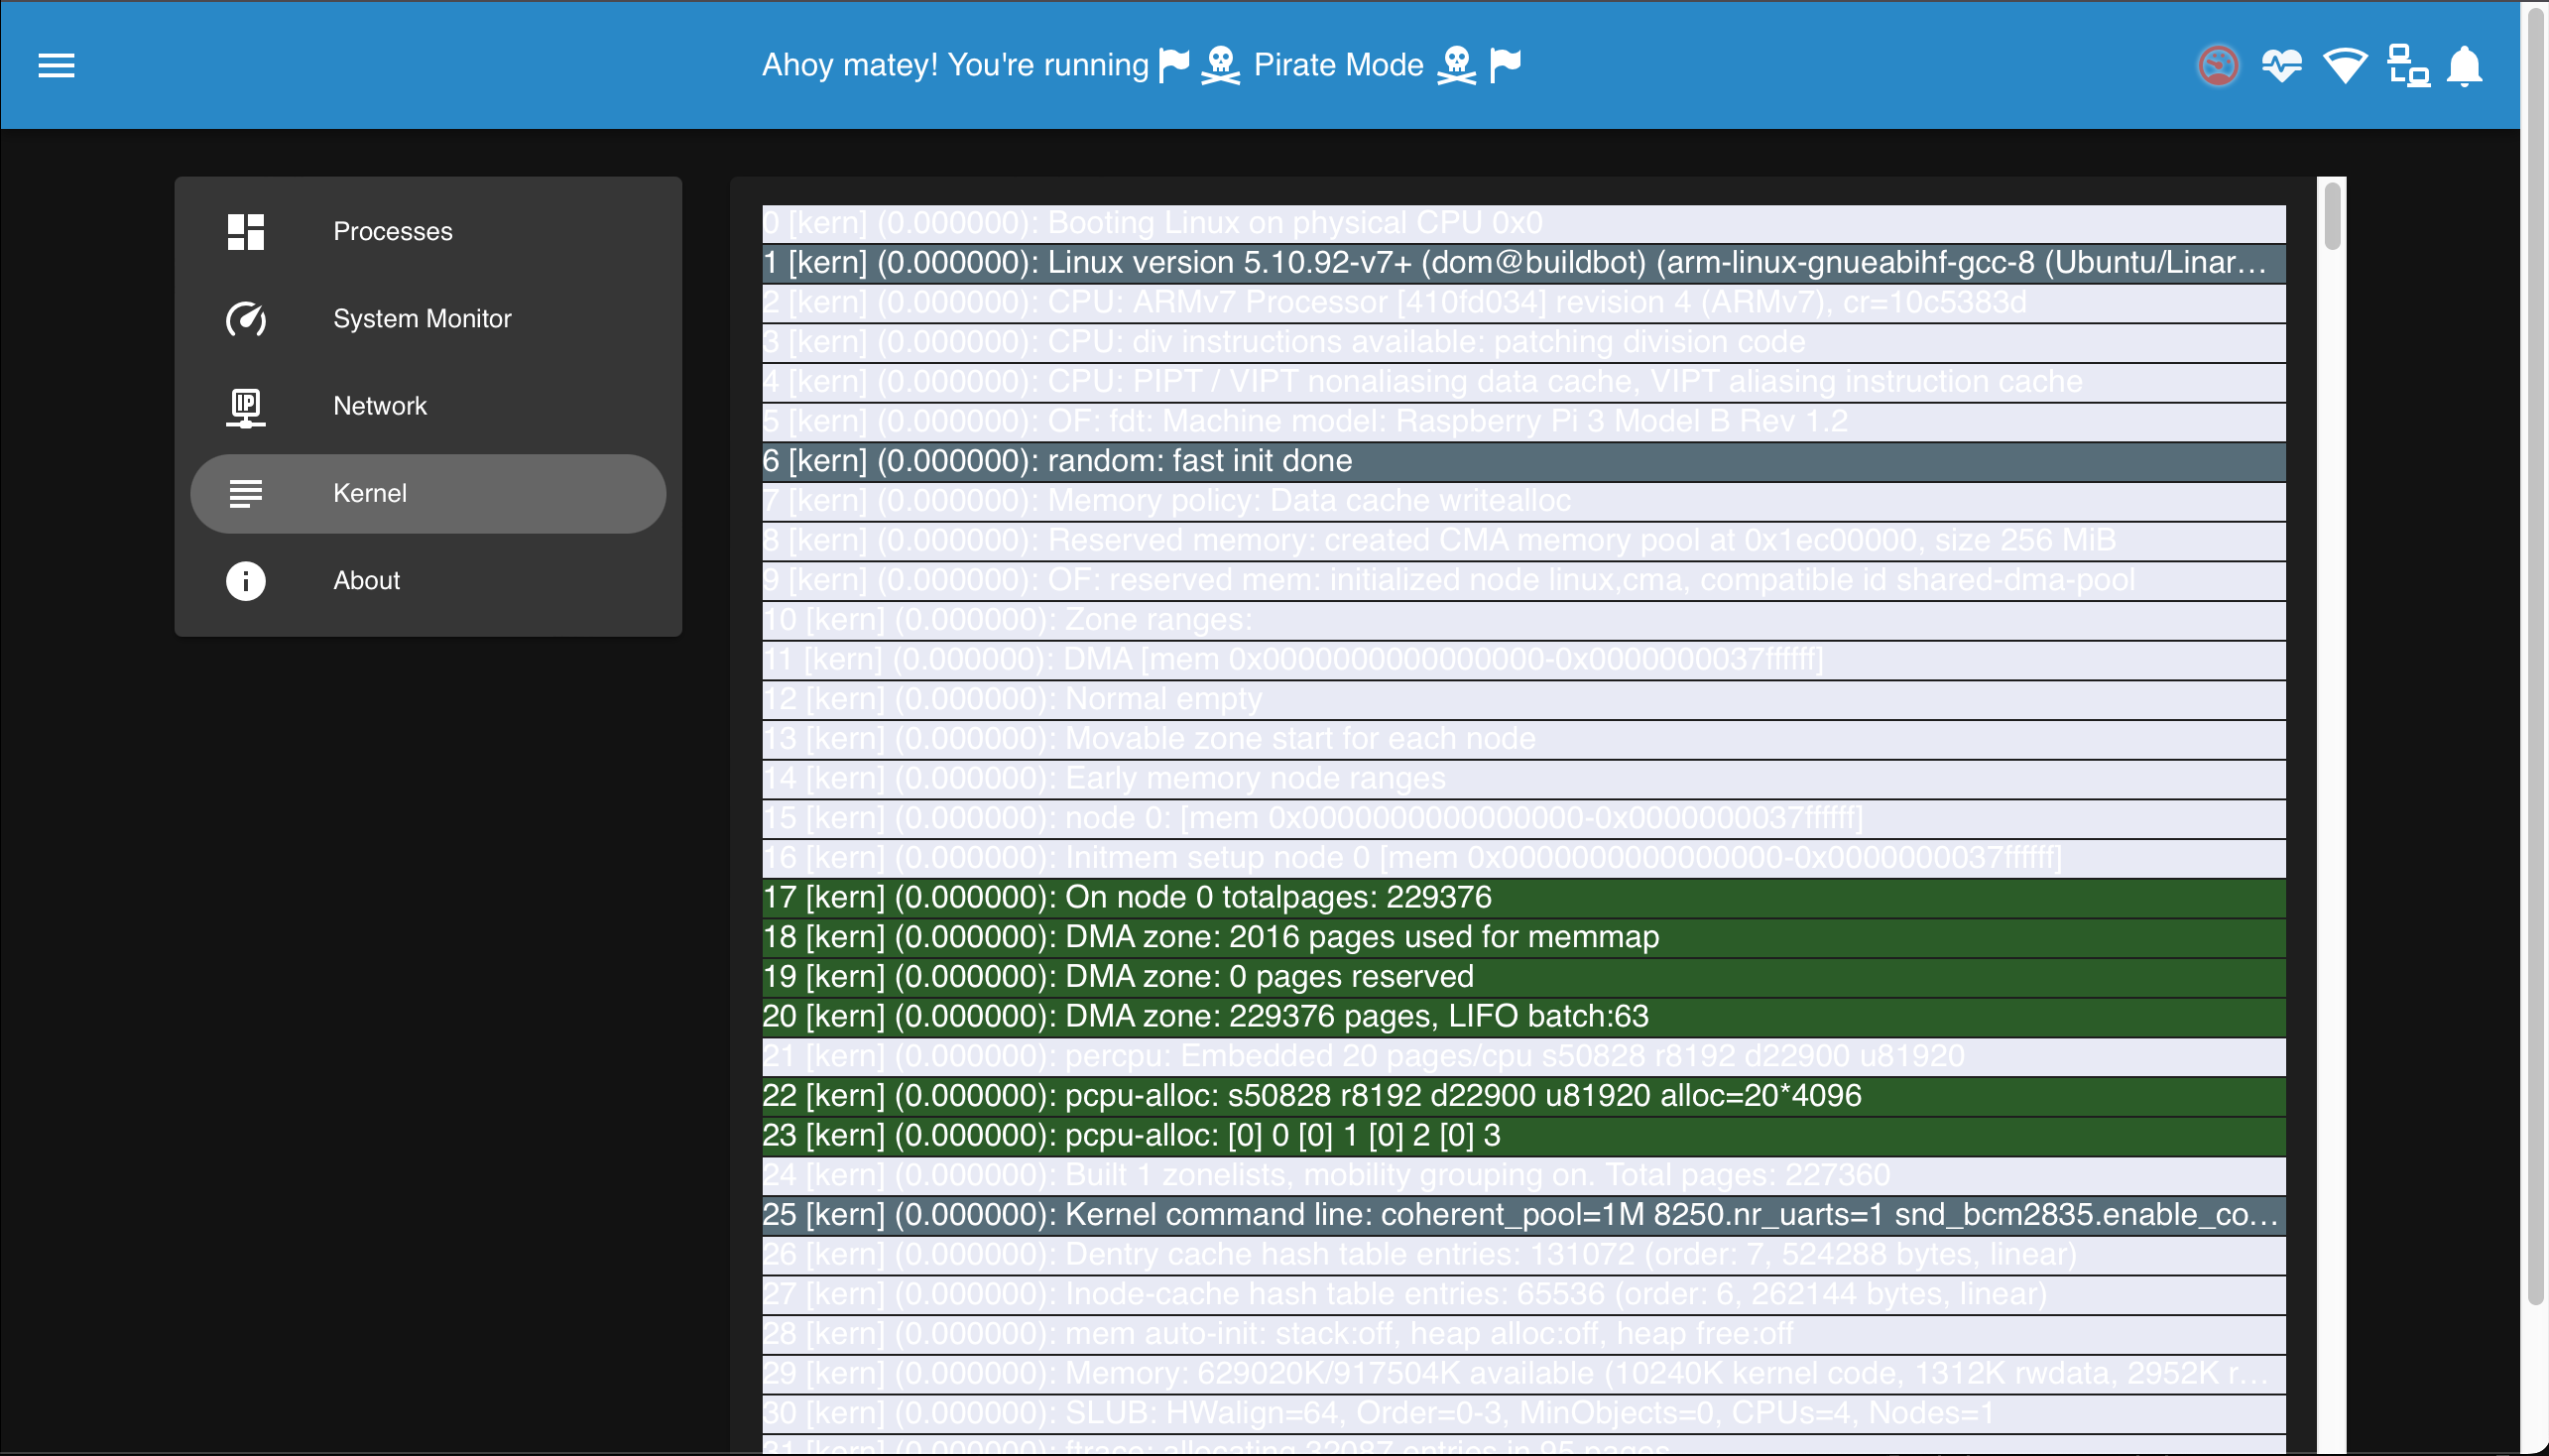 Ahoy matey! You're running Pirate Mode
Processes
System Monitor
Network
Kernel
About
0 [kern] (0.000000): Booting Linux on physical CPU 0x0
1 [kern] (0.000000): Linux version 5.10.92-v7+ (dom@buildbot) (arm-linux-gnueabihf-gcc-8 (Ubuntu/Linar…
2 [kern] (0.000000): CPU: ARMv7 Processor [410fd034] revision 4 (ARMv7), cr=10c5383d
3 [kern] (0.000000): CPU: div instructions available: patching division code
4 [kern] (0.000000): CPU: PIPT / VIPT nonaliasing data cache, VIPT aliasing instruction cache
5 [kern] (0.000000): OF: fdt: Machine model: Raspberry Pi 3 Model B Rev 1.2
6 [kern] (0.000000): random: fast init done
7 [kern] (0.000000): Memory policy: Data cache writealloc
8 [kern] (0.000000): Reserved memory: created CMA memory pool at 0x1ec00000, size 256 MiB
9 [kern] (0.000000): OF: reserved mem: initialized node linux,cma, compatible id shared-dma-pool
10 [kern] (0.000000): Zone ranges:
11 [kern] (0.000000): DMA [mem 0x0000000000000000-0x0000000037ffffff]
12 [kern] (0.000000): Normal empty
13 [kern] (0.000000): Movable zone start for each node
14 [kern] (0.000000): Early memory node ranges
15 [kern] (0.000000): node 0: [mem 0x0000000000000000-0x0000000037ffffff]
16 [kern] (0.000000): Initmem setup node 0 [mem 0x0000000000000000-0x0000000037ffffff]
17 [kern] (0.000000): On node 0 totalpages: 229376
18 [kern] (0.000000): DMA zone: 2016 pages used for memmap
19 [kern] (0.000000): DMA zone: 0 pages reserved
20 [kern] (0.000000): DMA zone: 229376 pages, LIFO batch:63
21 [kern] (0.000000): percpu: Embedded 20 pages/cpu s50828 r8192 d22900 u81920
22 [kern] (0.000000): pcpu-alloc: s50828 r8192 d22900 u81920 alloc=20*4096
23 [kern] (0.000000): pcpu-alloc: [0] 0 [0] 1 [0] 2 [0] 3
24 [kern] (0.000000): Built 1 zonelists, mobility grouping on. Total pages: 227360
25 [kern] (0.000000): Kernel command line: coherent_pool=1M 8250.nr_uarts=1 snd_bcm2835.enable_co…
26 [kern] (0.000000): Dentry cache hash table entries: 131072 (order: 7, 524288 bytes, linear)
27 [kern] (0.000000): Inode-cache hash table entries: 65536 (order: 6, 262144 bytes, linear)
28 [kern] (0.000000): mem auto-init: stack:off, heap alloc:off, heap free:off
29 [kern] (0.000000): Memory: 629020K/917504K available (10240K kernel code, 1312K rwdata, 2952K r…
30 [kern] (0.000000): SLUB: HWalign=64, Order=0-3, MinObjects=0, CPUs=4, Nodes=1
31 [kern] (0.000000): ftrace: allocating 32087 entries in 95 pages